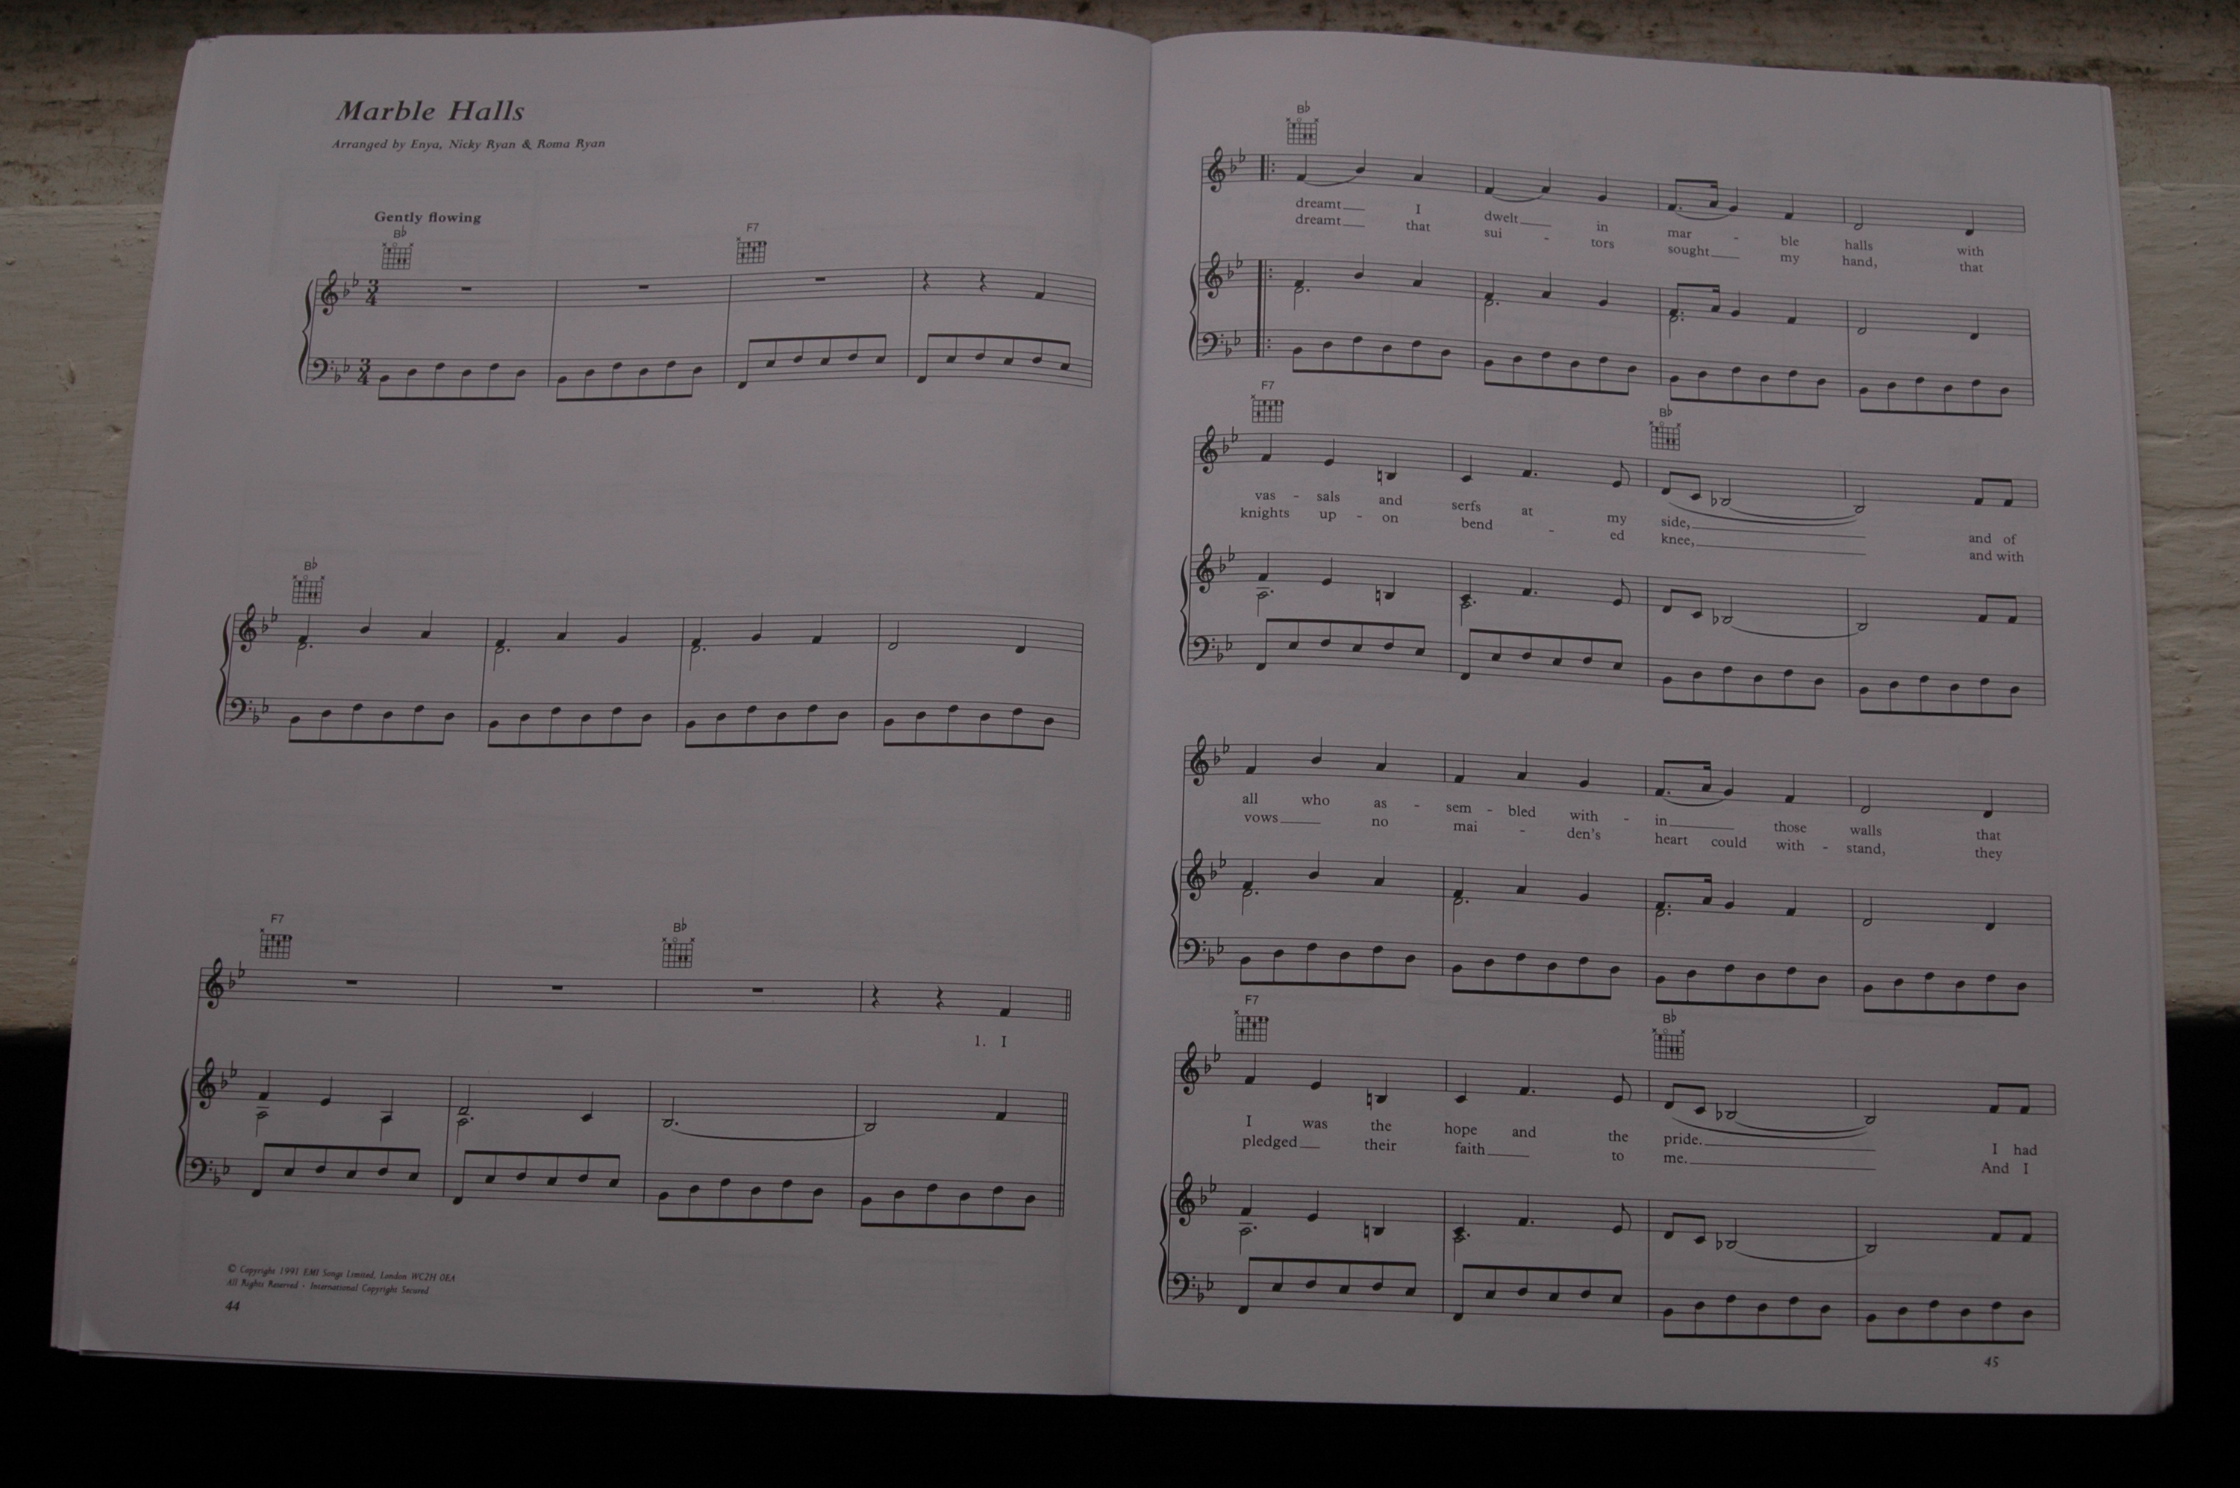 Marble Halls
Arranged by Enya, Nicky Ryan & Roma Ryan
Gently flowing
B♭ F7
3 4
3 4
B♭
F7 B♭
1. I
© Copyright 1991 EMI Songs Limited, London WC2H 0EA
All Rights Reserved · International Copyright Secured
44
B♭
dreamt I dwelt in mar - ble halls with
dreamt that sui - tors sought my hand, that
F7 B♭
vas - sals and serfs at my side, and of
knights up - on bend - ed knee, and with
all who as - sem - bled with - in those walls that
vows no mai - den's heart could with - stand, they
F7 B♭
I was the hope and the pride. I had
pledged their faith to me. And I
45